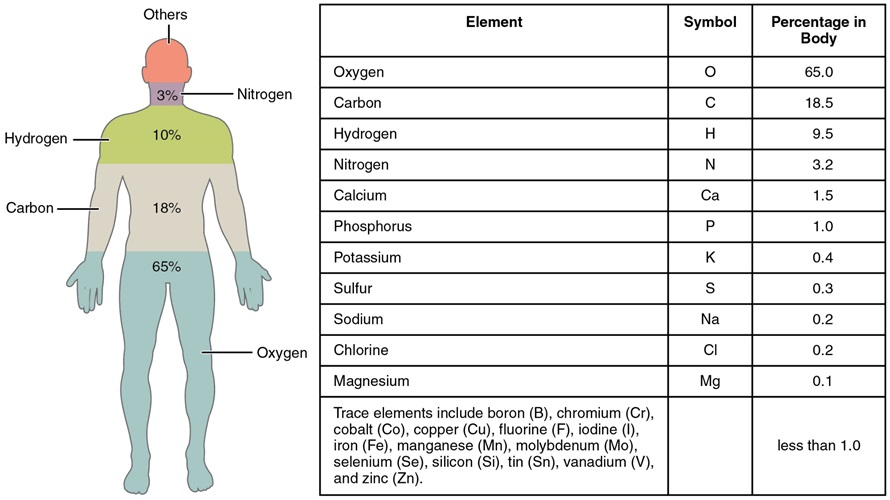 Others
3%
Nitrogen
Hydrogen
10%
Carbon
18%
65%
Oxygen
Element Symbol Percentage in
Body
Oxygen O 65.0
Carbon C 18.5
Hydrogen H 9.5
Nitrogen N 3.2
Calcium Ca 1.5
Phosphorus P 1.0
Potassium K 0.4
Sulfur S 0.3
Sodium Na 0.2
Chlorine Cl 0.2
Magnesium Mg 0.1
Trace elements include boron (B), chromium (Cr),
cobalt (Co), copper (Cu), fluorine (F), iodine (I),
iron (Fe), manganese (Mn), molybdenum (Mo),
selenium (Se), silicon (Si), tin (Sn), vanadium (V),
and zinc (Zn).
less than 1.0